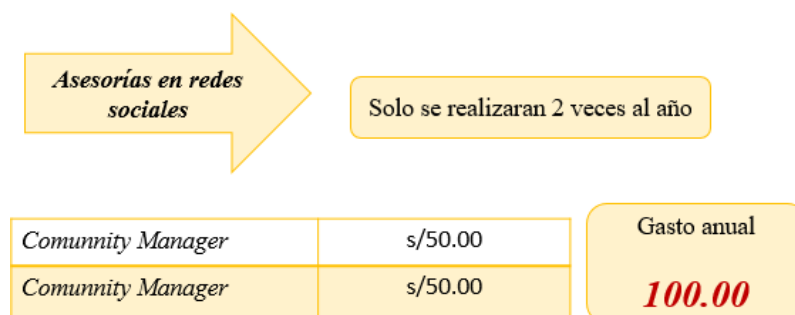 Asesorías en redes
sociales
Solo se realizaran 2 veces al año
Comunnity Manager s/50.00
Comunnity Manager s/50.00
Gasto anual
100.00